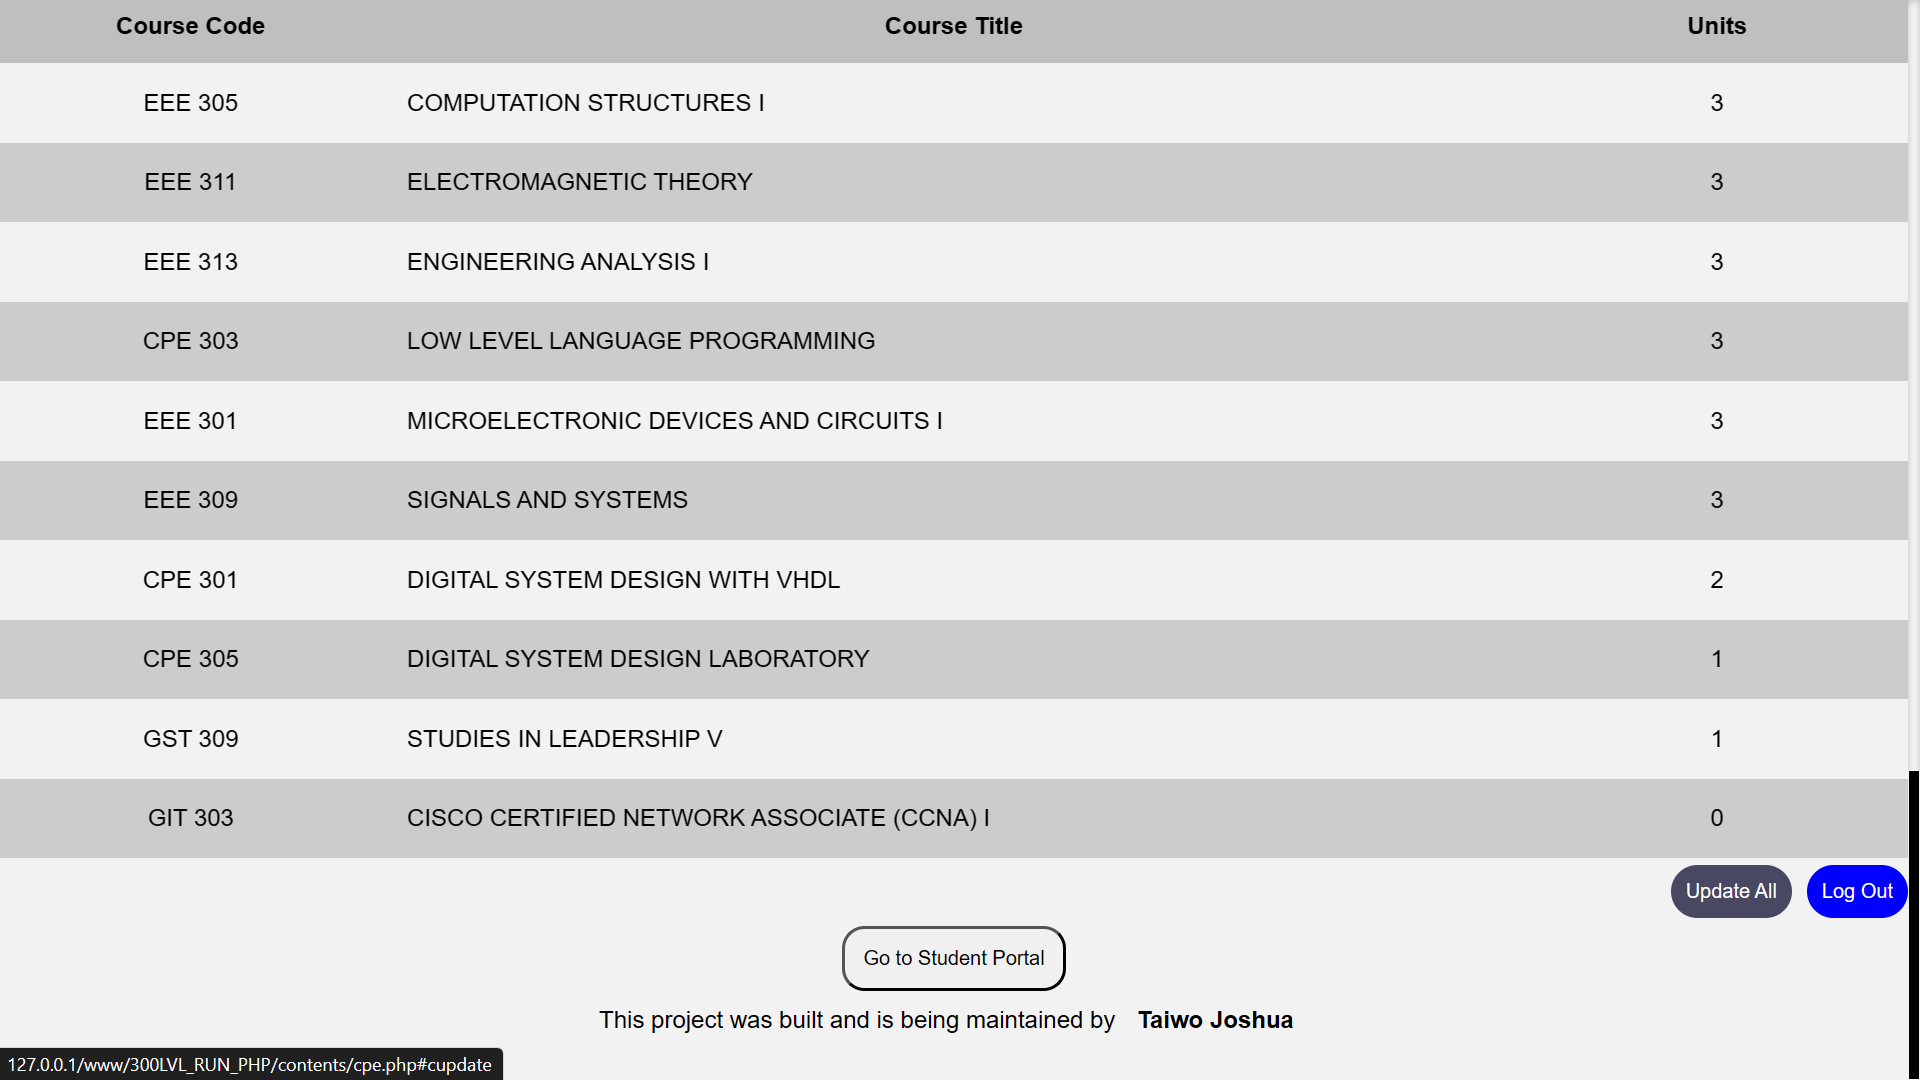 Course Code Course Title Units
EEE 305 COMPUTATION STRUCTURES I 3
EEE 311 ELECTROMAGNETIC THEORY 3
EEE 313 ENGINEERING ANALYSIS I 3
CPE 303 LOW LEVEL LANGUAGE PROGRAMMING 3
EEE 301 MICROELECTRONIC DEVICES AND CIRCUITS I 3
EEE 309 SIGNALS AND SYSTEMS 3
CPE 301 DIGITAL SYSTEM DESIGN WITH VHDL 2
CPE 305 DIGITAL SYSTEM DESIGN LABORATORY 1
GST 309 STUDIES IN LEADERSHIP V 1
GIT 303 CISCO CERTIFIED NETWORK ASSOCIATE (CCNA) I 0
Update All Log Out
Go to Student Portal
This project was built and is being maintained by Taiwo Joshua
127.0.0.1/www/300LVL_RUN_PHP/contents/cpe.php#cupdate